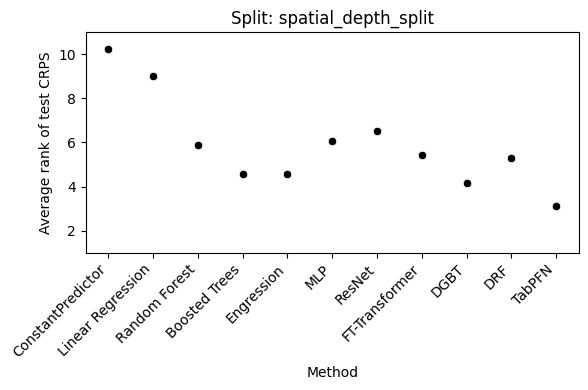 Split: spatial_depth_split
Average rank of test CRPS
10
8
6
4
2
ConstantPredictor
Linear Regression
Random Forest
Boosted Trees
Engression
MLP
ResNet
FT-Transformer
DGBT
DRF
TabPFN
Method